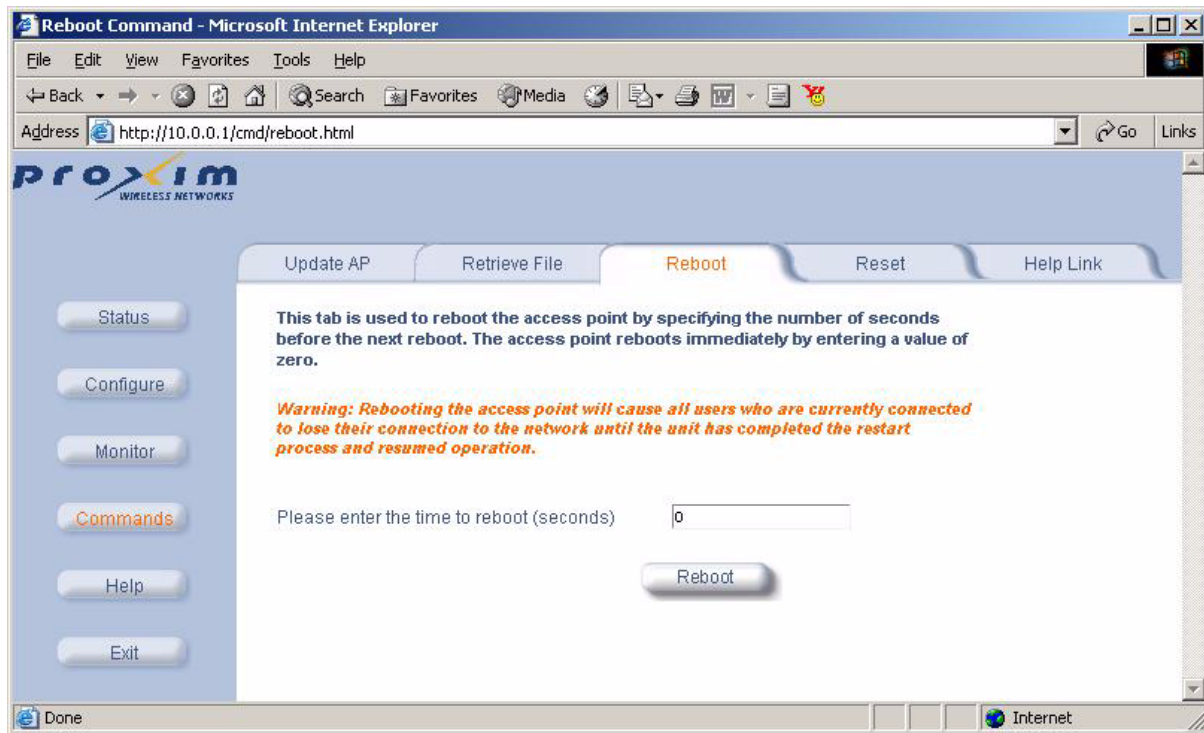 Reboot Command - Microsoft Internet Explorer
File Edit View Favorites Tools Help
Back Search Favorites Media
Address http://10.0.0.1/cmd/reboot.html Go Links
proxim
WIRELESS NETWORKS
Update AP Retrieve File Reboot Reset Help Link
Status
Configure
Monitor
Commands
Help
Exit
This tab is used to reboot the access point by specifying the number of seconds
before the next reboot. The access point reboots immediately by entering a value of
zero.
Warning: Rebooting the access point will cause all users who are currently connected
to lose their connection to the network until the unit has completed the restart
process and resumed operation.
Please enter the time to reboot (seconds) 0
Reboot
Done Internet